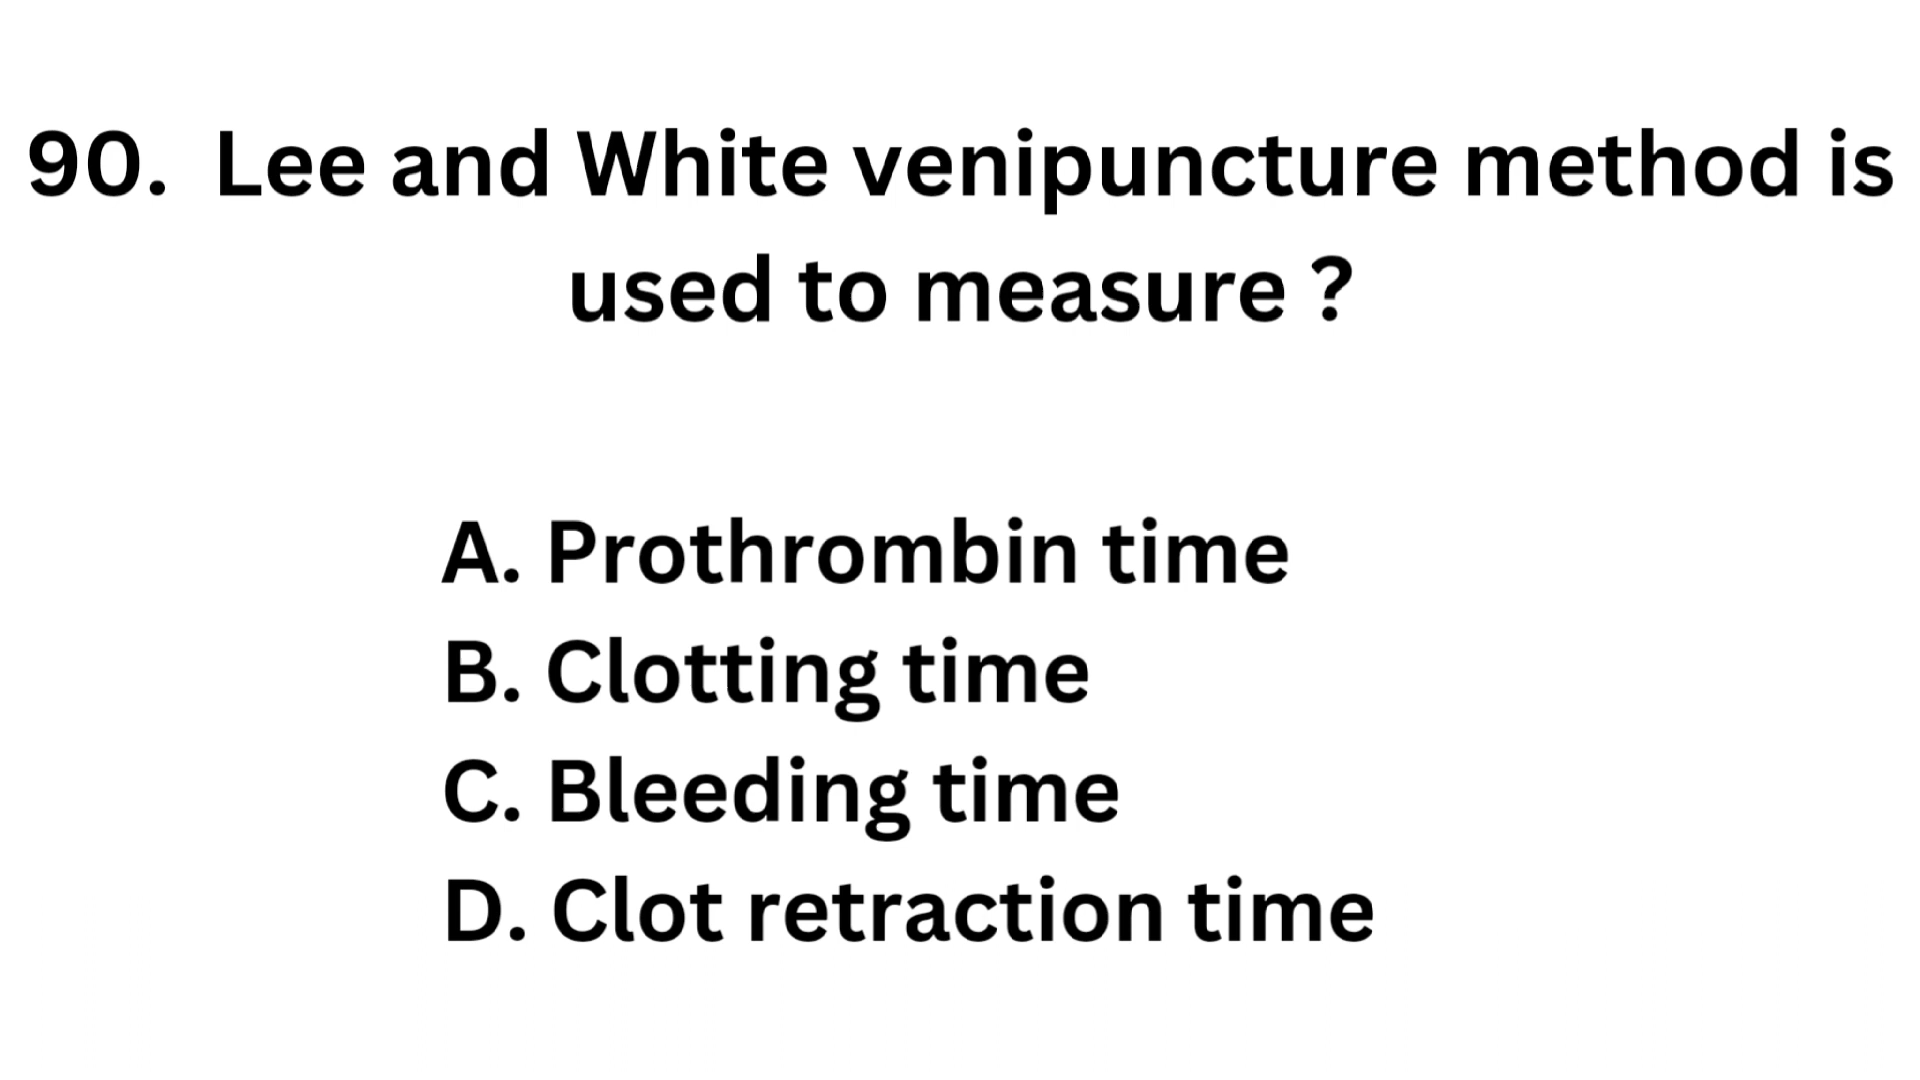 90. Lee and White venipuncture method is
used to measure ?
A. Prothrombin time
B. Clotting time
C. Bleeding time
D. Clot retraction time